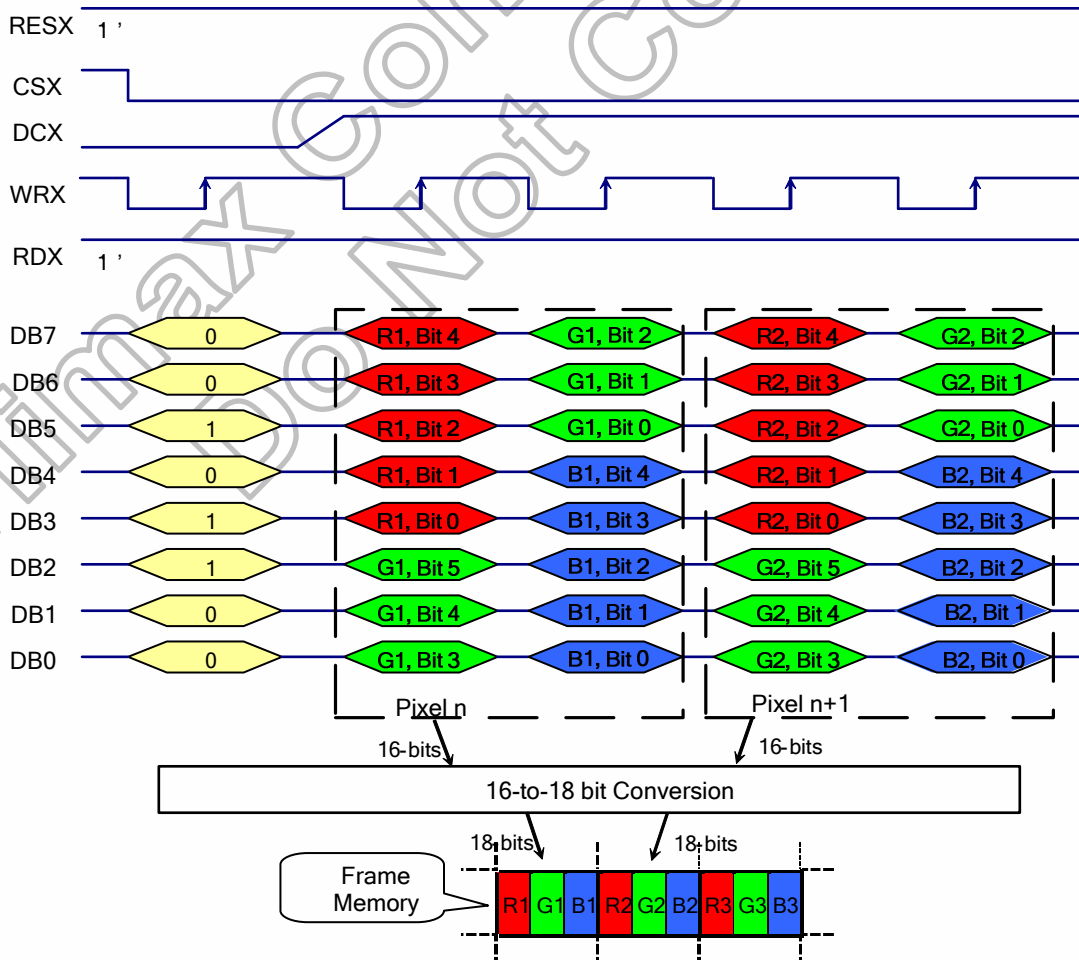 RESX 1 ’
CSX
DCX
WRX
RDX 1 ’
DB7 0 R1, Bit 4 G1, Bit 2 R2, Bit 4 G2, Bit 2
DB6 0 R1, Bit 3 G1, Bit 1 R2, Bit 3 G2, Bit 1
DB5 1 R1, Bit 2 G1, Bit 0 R2, Bit 2 G2, Bit 0
DB4 0 R1, Bit 1 B1, Bit 4 R2, Bit 1 B2, Bit 4
DB3 1 R1, Bit 0 B1, Bit 3 R2, Bit 0 B2, Bit 3
DB2 1 G1, Bit 5 B1, Bit 2 G2, Bit 5 B2, Bit 2
DB1 0 G1, Bit 4 B1, Bit 1 G2, Bit 4 B2, Bit 1
DB0 0 G1, Bit 3 B1, Bit 0 G2, Bit 3 B2, Bit 0
Pixel n Pixel n+1
16-bits 16-bits
16-to-18 bit Conversion
18-bits 18-bits
Frame
Memory
R1 G1 B1 R2 G2 B2 R3 G3 B3
Do Not